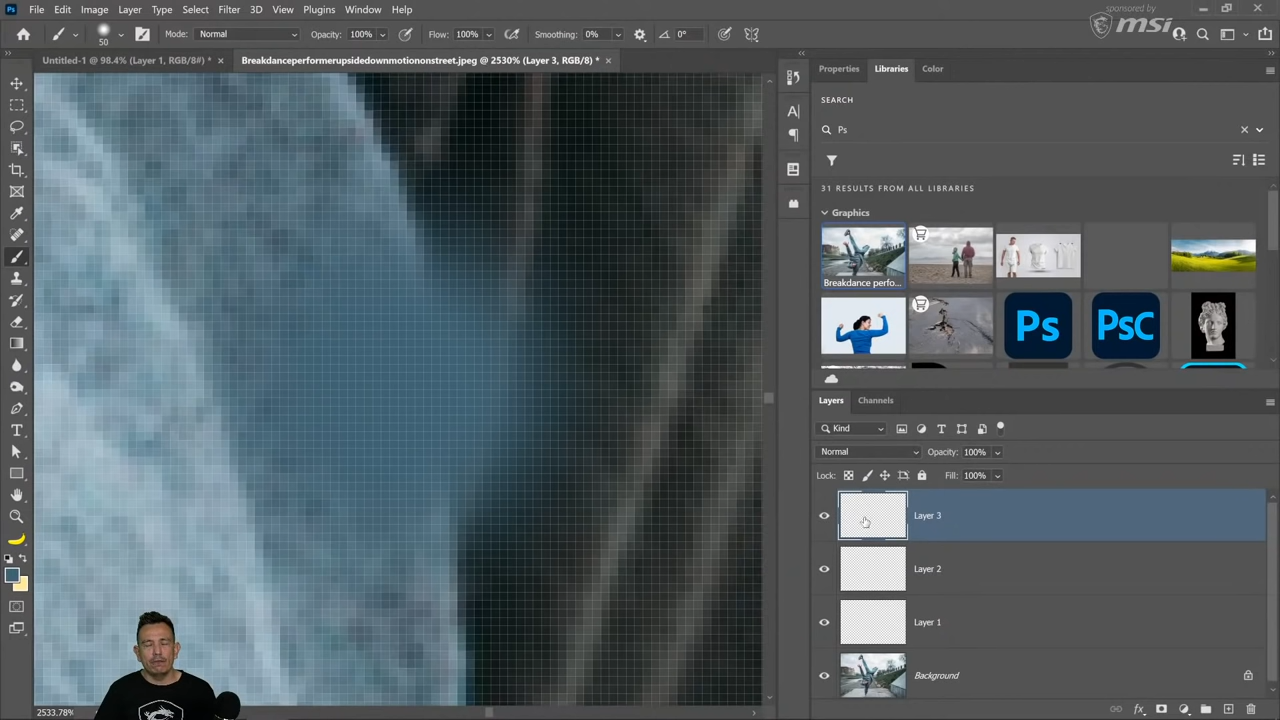 Ps File Edit Image Layer Type Select Filter 3D View Plugins Window Help
sponsored by
msi
50 Mode: Normal Opacity: 100% Flow: 100% Smoothing: 0% 0°
Untitled-1 @ 98.4% (Layer 1, RGB/8#) * × Breakdanceperformerupsidedownmotiononstreet.jpeg @ 2530% (Layer 3, RGB/8) * ×
Properties Libraries Color
SEARCH
Ps
31 RESULTS FROM ALL LIBRARIES
Graphics
Breakdance perfo...
Ps PsC
Layers Channels
Kind
Normal Opacity: 100%
Lock: Fill: 100%
Layer 3
Layer 2
Layer 1
Background
2533.78%